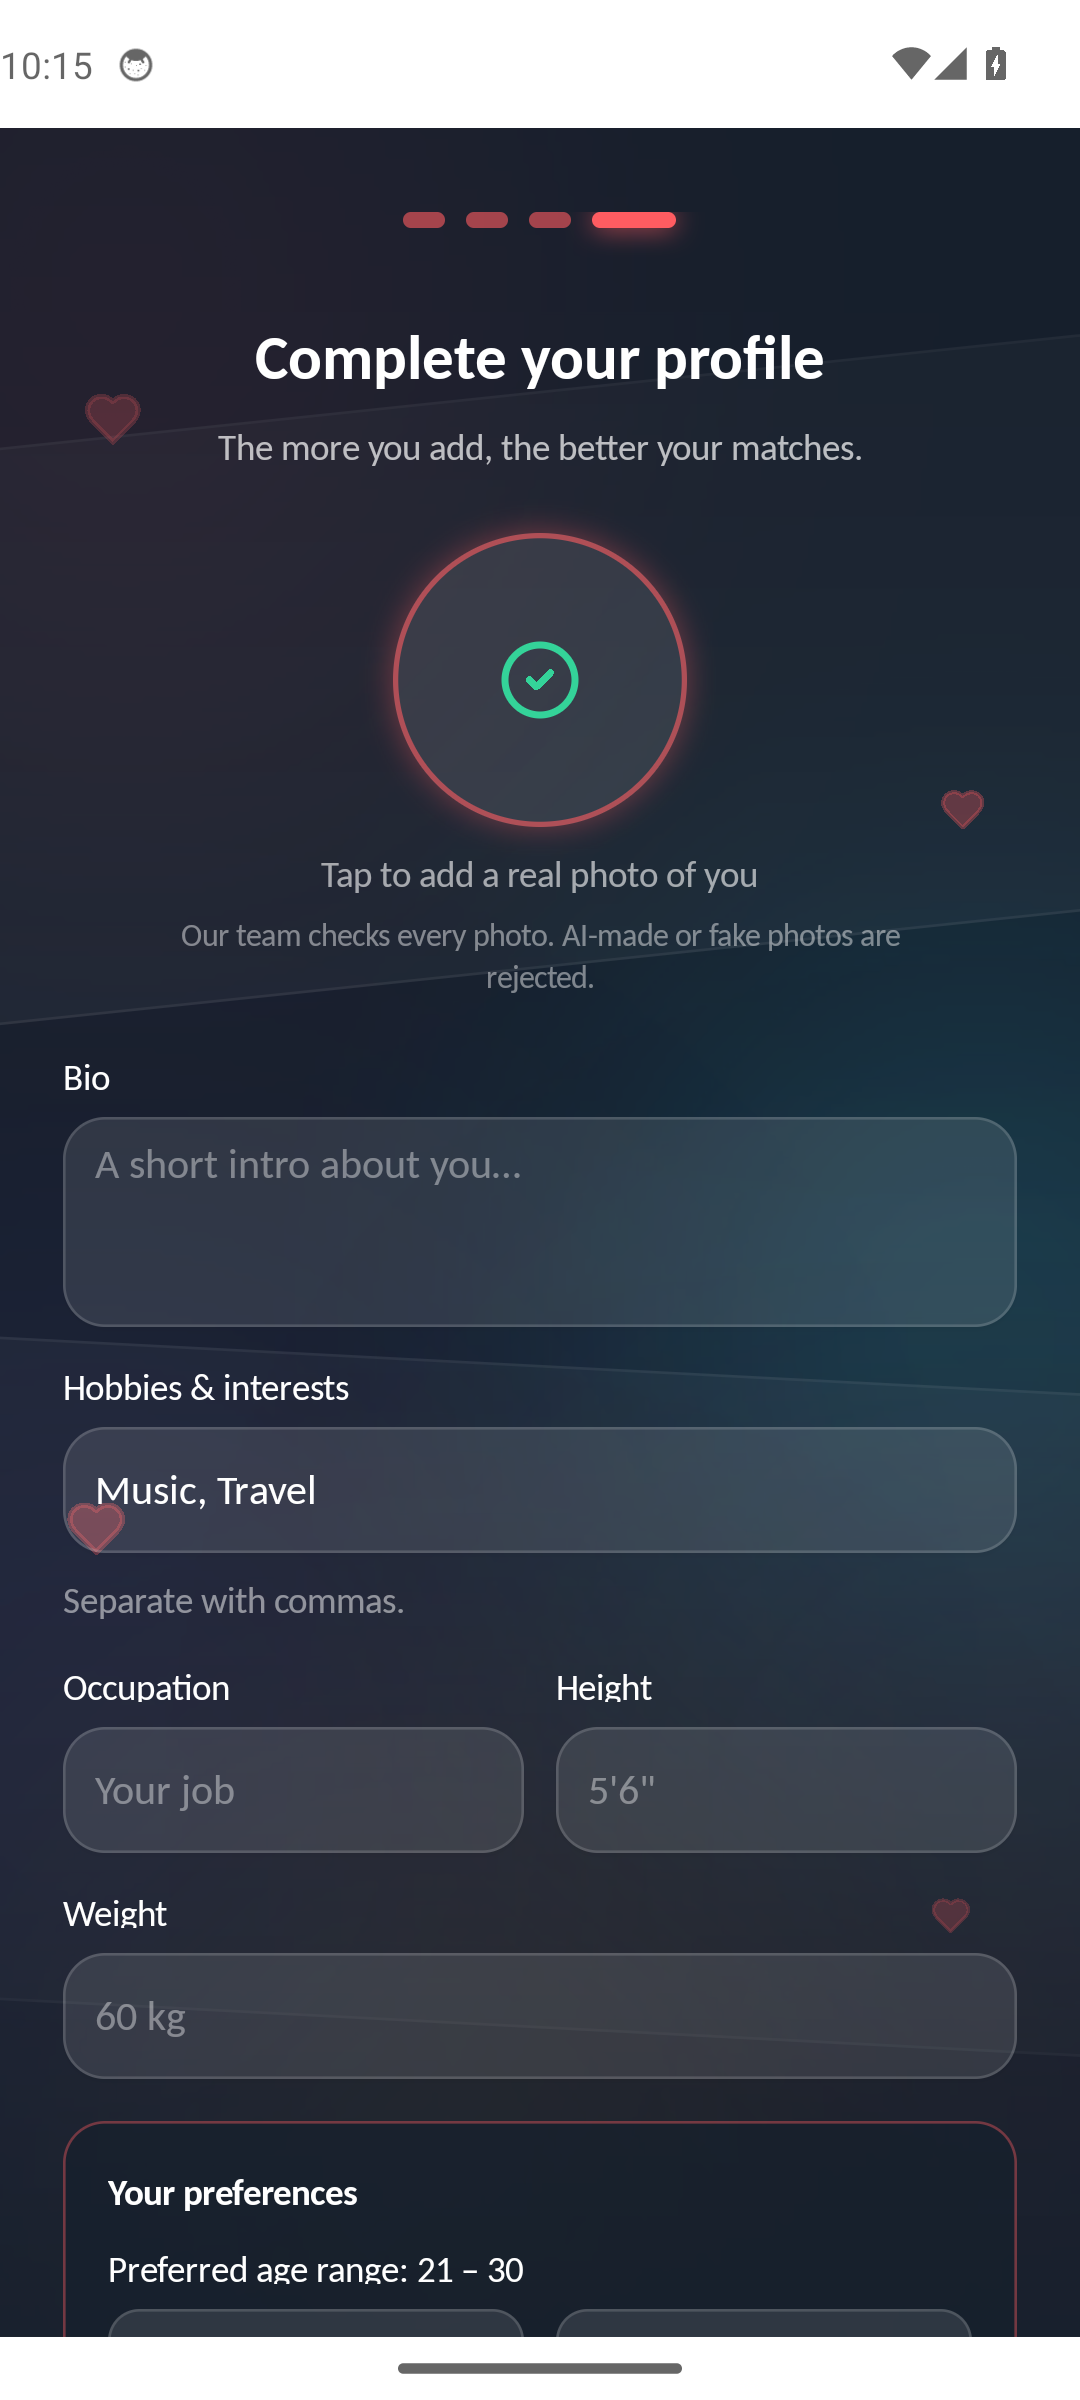 10:15
Complete your profile
The more you add, the better your matches.
Tap to add a real photo of you
Our team checks every photo. AI-made or fake photos are
rejected.
Bio
A short intro about you...
Hobbies & interests
Music, Travel
Separate with commas.
Occupation
Height
Your job
5'6"
Weight
60 kg
Your preferences
Preferred age range: 21 – 30